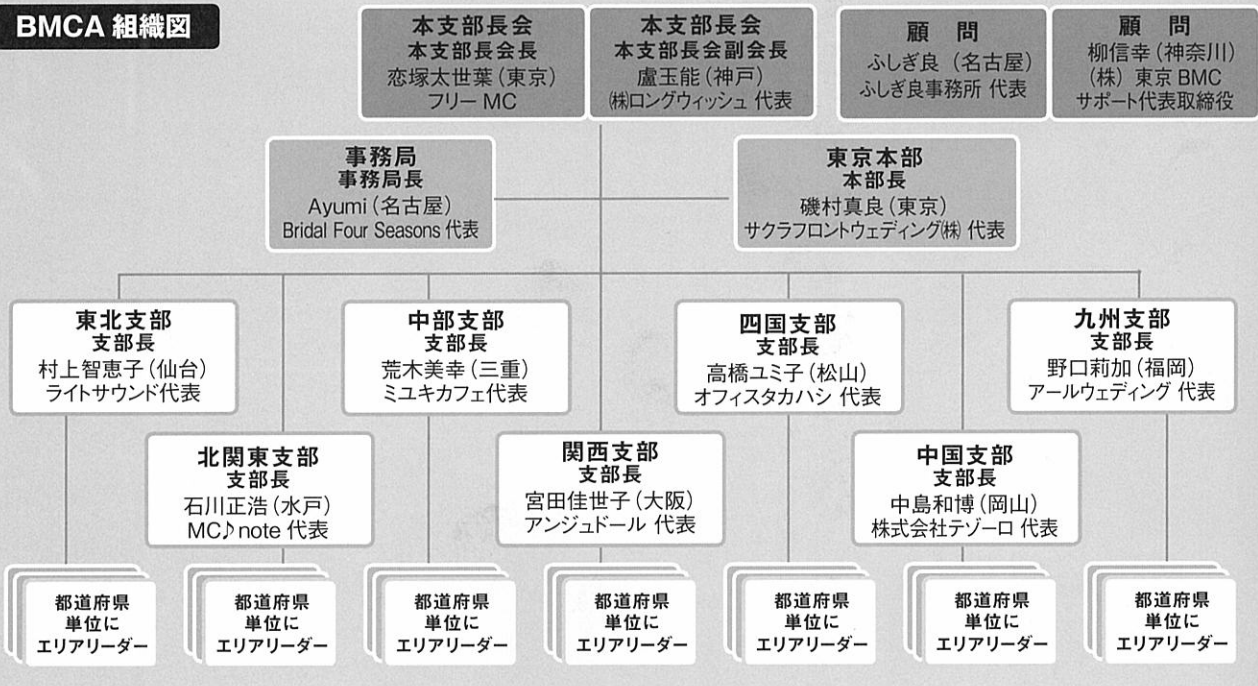 BMCA 組織図
本支部長会
本支部長会長
恋塚太世葉(東京)
フリー MC
本支部長会
本支部長会副会長
盧玉能(神戸)
㈱ロングウィッシュ 代表
顧 問
ふしぎ良 (名古屋)
ふしぎ良事務所 代表
顧 問
柳信幸(神奈川)
(株) 東京 BMC
サポート代表取締役
事務局
事務局長
Ayumi(名古屋)
Bridal Four Seasons 代表
東京本部
本部長
磯村真良(東京)
サクラフロントウェディング㈱ 代表
東北支部
支部長
村上智恵子(仙台)
ライトサウンド代表
中部支部
支部長
荒木美幸(三重)
ミユキカフェ代表
四国支部
支部長
高橋ユミ子(松山)
オフィスタカハシ 代表
九州支部
支部長
野口莉加(福岡)
アールウェディング 代表
北関東支部
支部長
石川正浩(水戸)
MC♪note 代表
関西支部
支部長
宮田佳世子(大阪)
アンジュドール 代表
中国支部
支部長
中島和博(岡山)
株式会社テゾーロ 代表
都道府県
単位に
エリアリーダー
都道府県
単位に
エリアリーダー
都道府県
単位に
エリアリーダー
都道府県
単位に
エリアリーダー
都道府県
単位に
エリアリーダー
都道府県
単位に
エリアリーダー
都道府県
単位に
エリアリーダー